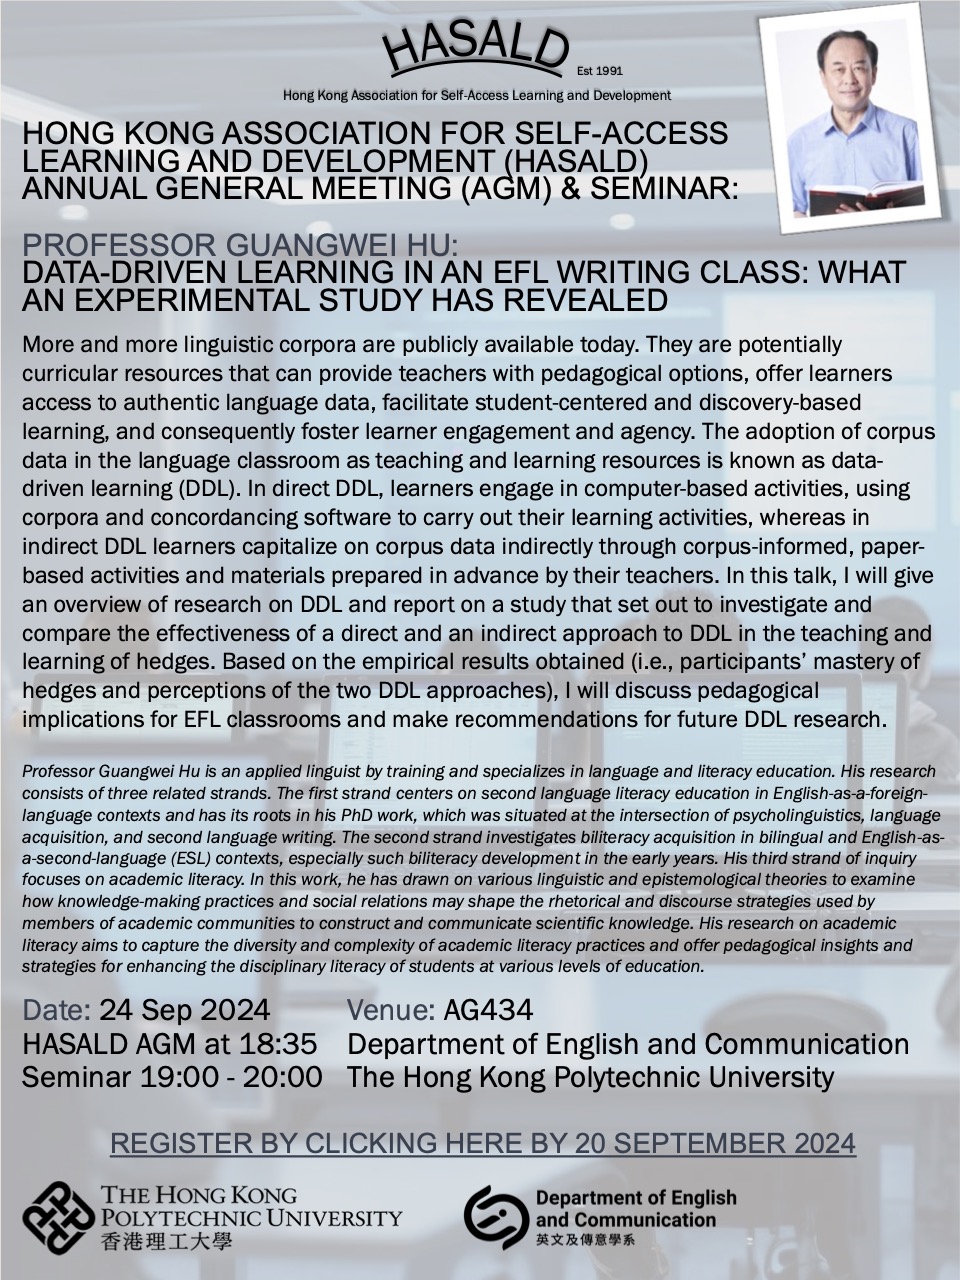 HASALD
Est 1991
Hong Kong Association for Self-Access Learning and Development
HONG KONG ASSOCIATION FOR SELF-ACCESS
LEARNING AND DEVELOPMENT (HASALD)
ANNUAL GENERAL MEETING (AGM) & SEMINAR:
PROFESSOR GUANGWEI HU:
DATA-DRIVEN LEARNING IN AN EFL WRITING CLASS: WHAT
AN EXPERIMENTAL STUDY HAS REVEALED
More and more linguistic corpora are publicly available today. They are potentially
curricular resources that can provide teachers with pedagogical options, offer learners
access to authentic language data, facilitate student-centered and discovery-based
learning, and consequently foster learner engagement and agency. The adoption of corpus
data in the language classroom as teaching and learning resources is known as data-
driven learning (DDL). In direct DDL, learners engage in computer-based activities, using
corpora and concordancing software to carry out their learning activities, whereas in
indirect DDL learners capitalize on corpus data indirectly through corpus-informed, paper-
based activities and materials prepared in advance by their teachers. In this talk, I will give
an overview of research on DDL and report on a study that set out to investigate and
compare the effectiveness of a direct and an indirect approach to DDL in the teaching and
learning of hedges. Based on the empirical results obtained (i.e., participants’ mastery of
hedges and perceptions of the two DDL approaches), I will discuss pedagogical
implications for EFL classrooms and make recommendations for future DDL research.
Professor Guangwei Hu is an applied linguist by training and specializes in language and literacy education. His research
consists of three related strands. The first strand centers on second language literacy education in English-as-a-foreign-
language contexts and has its roots in his PhD work, which was situated at the intersection of psycholinguistics, language
acquisition, and second language writing. The second strand investigates biliteracy acquisition in bilingual and English-as-
a-second-language (ESL) contexts, especially such biliteracy development in the early years. His third strand of inquiry
focuses on academic literacy. In this work, he has drawn on various linguistic and epistemological theories to examine
how knowledge-making practices and social relations may shape the rhetorical and discourse strategies used by
members of academic communities to construct and communicate scientific knowledge. His research on academic
literacy aims to capture the diversity and complexity of academic literacy practices and offer pedagogical insights and
strategies for enhancing the disciplinary literacy of students at various levels of education.
Date: 24 Sep 2024
HASALD AGM at 18:35
Seminar 19:00 - 20:00
Venue: AG434
Department of English and Communication
The Hong Kong Polytechnic University
REGISTER BY CLICKING HERE BY 20 SEPTEMBER 2024
THE HONG KONG
POLYTECHNIC UNIVERSITY
香港理工大學
Department of English
and Communication
英文及傳意學系